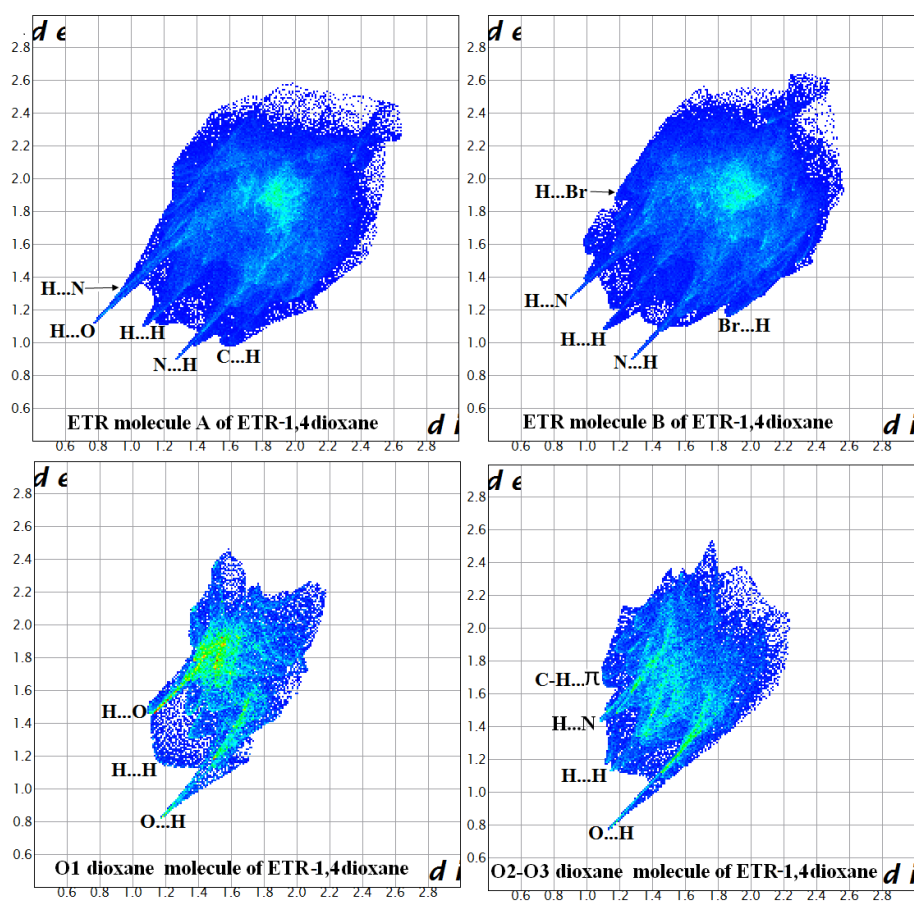 d e
2.8
2.6
2.4
2.2
2.0
1.8
1.6
1.4
1.2
1.0
0.8
0.6
H...N
H...O
H...H
N...H
C...H
ETR molecule A of ETR-1,4 dioxane
d i
0.6 0.8 1.0 1.2 1.4 1.6 1.8 2.0 2.2 2.4 2.6 2.8
d e
2.8
2.6
2.4
2.2
2.0
1.8
1.6
1.4
1.2
1.0
0.8
0.6
H...Br
H...N
H...H
N...H
Br...H
ETR molecule B of ETR-1,4 dioxane
d i
0.6 0.8 1.0 1.2 1.4 1.6 1.8 2.0 2.2 2.4 2.6 2.8
d e
2.8
2.6
2.4
2.2
2.0
1.8
1.6
1.4
1.2
1.0
0.8
0.6
H...O
H...H
O...H
O1 dioxane molecule of ETR-1,4 dioxane
d i
0.6 0.8 1.0 1.2 1.4 1.6 1.8 2.0 2.2 2.4 2.6 2.8
d e
2.8
2.6
2.4
2.2
2.0
1.8
1.6
1.4
1.2
1.0
0.8
0.6
C-H...π
H...N
H...H
O...H
O2-O3 dioxane molecule of ETR-1,4 dioxane
d i
0.6 0.8 1.0 1.2 1.4 1.6 1.8 2.0 2.2 2.4 2.6 2.8